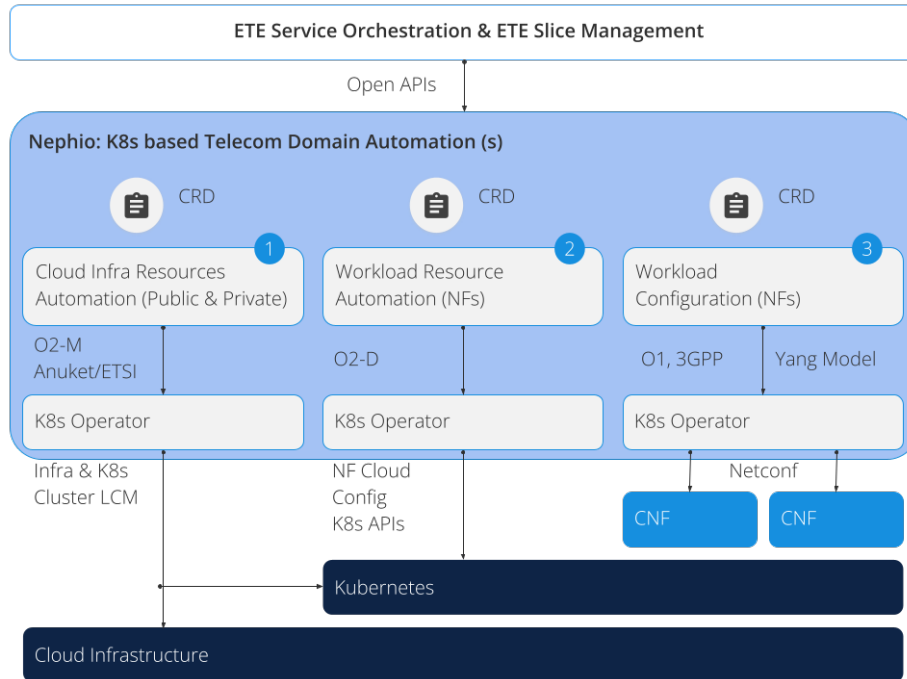 ETE Service Orchestration & ETE Slice Management
Open APIs
Nephio: K8s based Telecom Domain Automation (s)
CRD
CRD
CRD
1
Cloud Infra Resources
Automation (Public & Private)
2
Workload Resource
Automation (NFs)
3
Workload
Configuration (NFs)
O2-M
Anuket/ETSI
O2-D
O1, 3GPP
Yang Model
K8s Operator
K8s Operator
K8s Operator
Infra & K8s
Cluster LCM
NF Cloud
Config
K8s APIs
Netconf
CNF
CNF
Kubernetes
Cloud Infrastructure